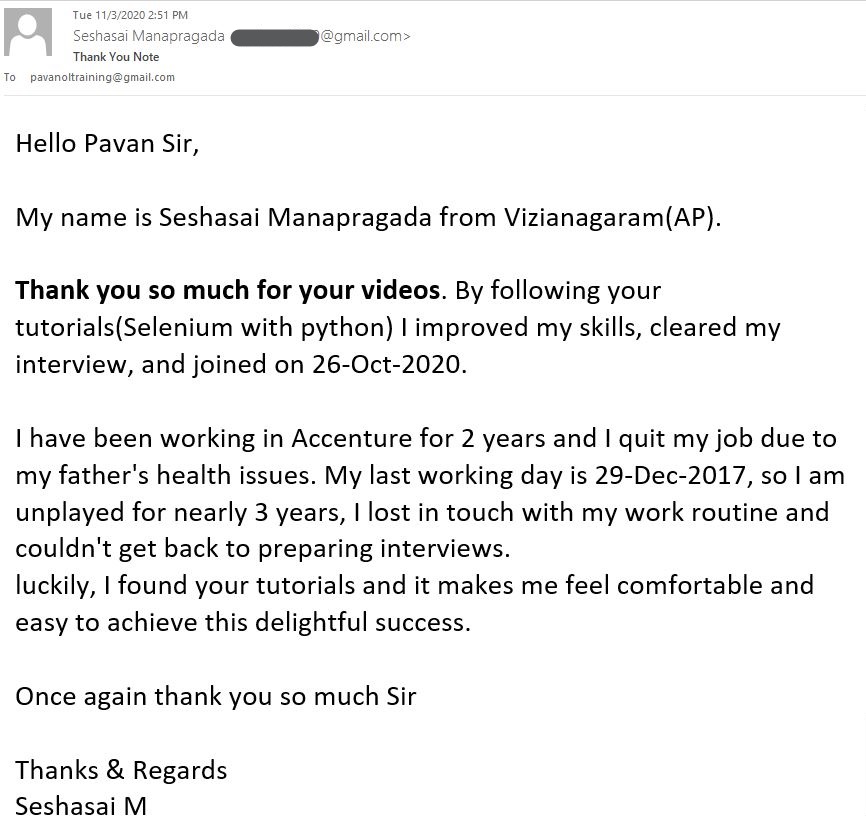 Tue 11/3/2020 2:51 PM
Seshasai Manapragada @gmail.com>
Thank You Note
To pavanoltraining@gmail.com
Hello Pavan Sir,
My name is Seshasai Manapragada from Vizianagaram(AP).
Thank you so much for your videos. By following your
tutorials(Selenium with python) I improved my skills, cleared my
interview, and joined on 26-Oct-2020.
I have been working in Accenture for 2 years and I quit my job due to
my father's health issues. My last working day is 29-Dec-2017, so I am
unplayed for nearly 3 years, I lost in touch with my work routine and
couldn't get back to preparing interviews.
luckily, I found your tutorials and it makes me feel comfortable and
easy to achieve this delightful success.
Once again thank you so much Sir
Thanks & Regards
Seshasai M